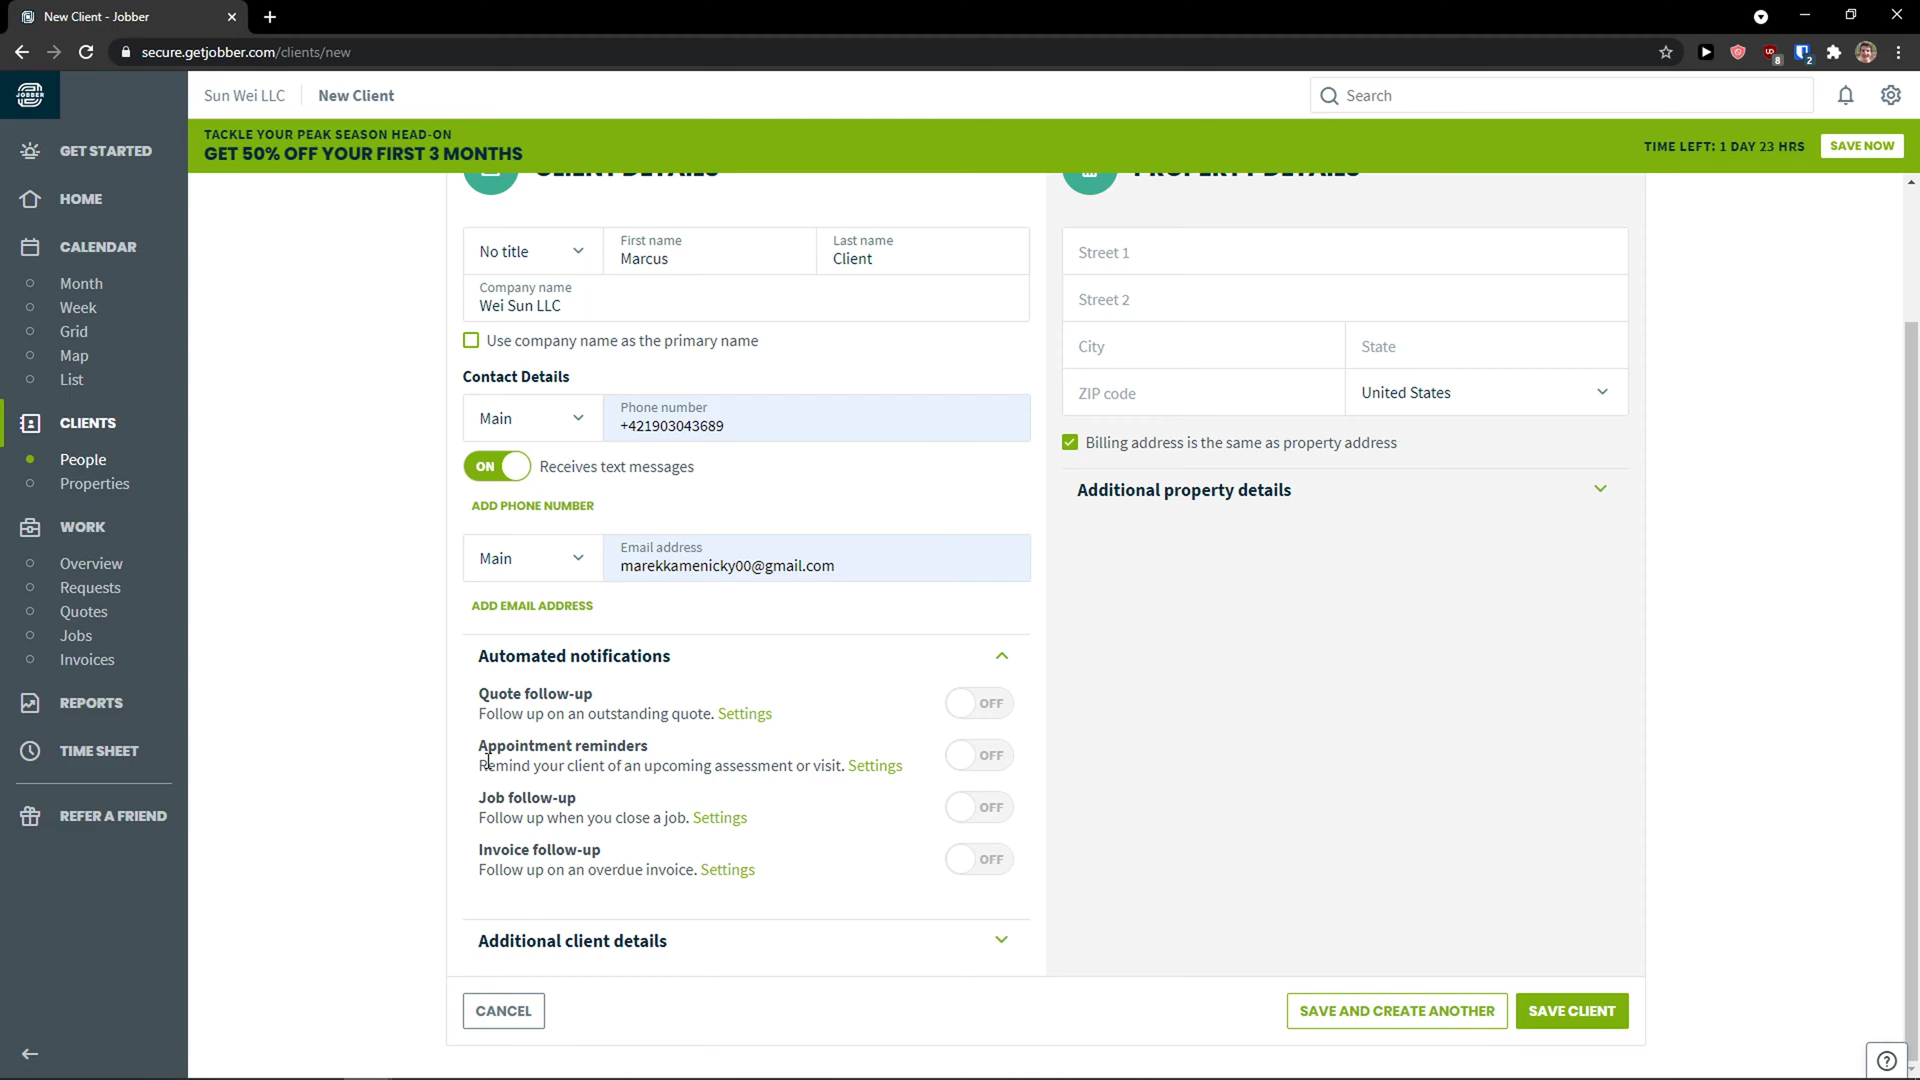 New Client - Jobber
secure.getjobber.com/clients/new
8
2
JOBBER
Sun Wei LLC
New Client
Search
TACKLE YOUR PEAK SEASON HEAD-ON
GET 50% OFF YOUR FIRST 3 MONTHS
TIME LEFT: 1 DAY 23 HRS
SAVE NOW
GET STARTED
HOME
CALENDAR
Month
Week
Grid
Map
List
CLIENTS
People
Properties
WORK
Overview
Requests
Quotes
Jobs
Invoices
REPORTS
TIME SHEET
REFER A FRIEND
CLIENT DETAILS
No title
First name
Marcus
Last name
Client
Company name
Wei Sun LLC
Use company name as the primary name
Contact Details
Main
Phone number
+421903043689
ON
Receives text messages
ADD PHONE NUMBER
Main
Email address
marekkamenicky00@gmail.com
ADD EMAIL ADDRESS
Automated notifications
Quote follow-up
Follow up on an outstanding quote. Settings
OFF
Appointment reminders
Remind your client of an upcoming assessment or visit. Settings
OFF
Job follow-up
Follow up when you close a job. Settings
OFF
Invoice follow-up
Follow up on an overdue invoice. Settings
OFF
Additional client details
PROPERTY DETAILS
Street 1
Street 2
City
State
ZIP code
United States
Billing address is the same as property address
Additional property details
CANCEL
SAVE AND CREATE ANOTHER
SAVE CLIENT